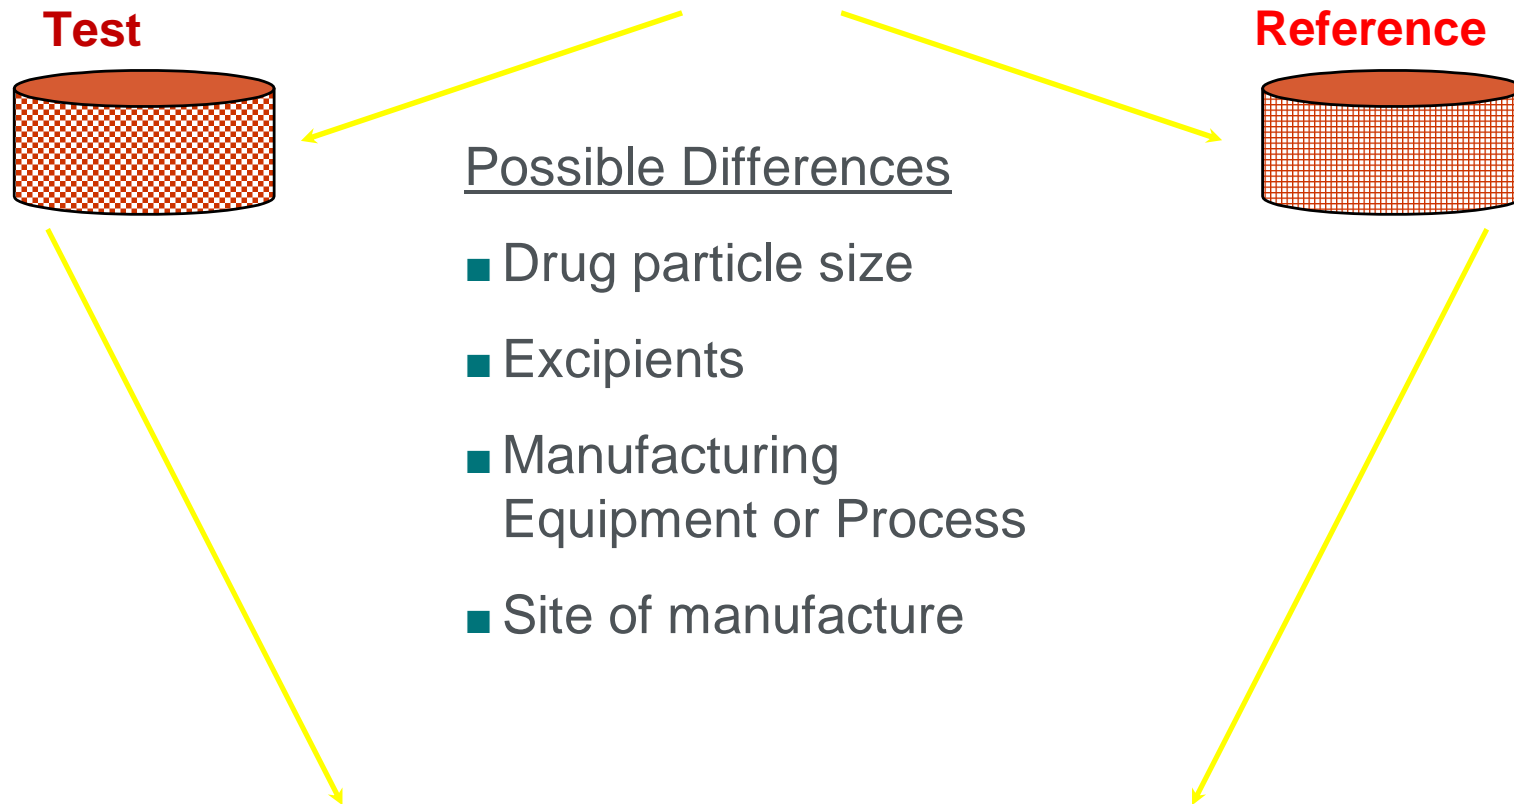 Test
Reference
Possible Differences
■ Drug particle size
■ Excipients
■ Manufacturing
Equipment or Process
■ Site of manufacture